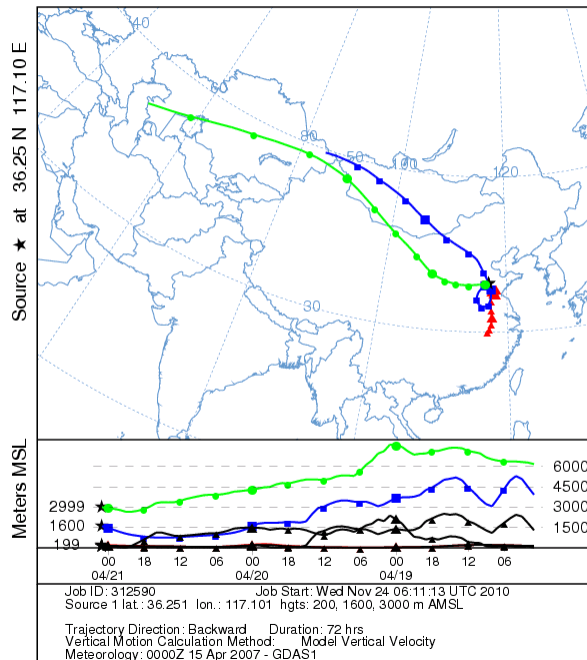 Source ★ at 36.25 N 117.10 E
40
60
80
100
120
50
30
Meters MSL
2999
1600
199
6000
4500
3000
1500
00 18 12 06 00 18 12 06 00 18 12 06
04/21 04/20 04/19
Job ID: 312590 Job Start: Wed Nov 24 06:11:13 UTC 2010
Source 1 lat.: 36.251 lon.: 117.101 hgts: 200, 1600, 3000 m AMSL
Trajectory Direction: Backward Duration: 72 hrs
Vertical Motion Calculation Method: Model Vertical Velocity
Meteorology: 0000Z 15 Apr 2007 - GDAS1